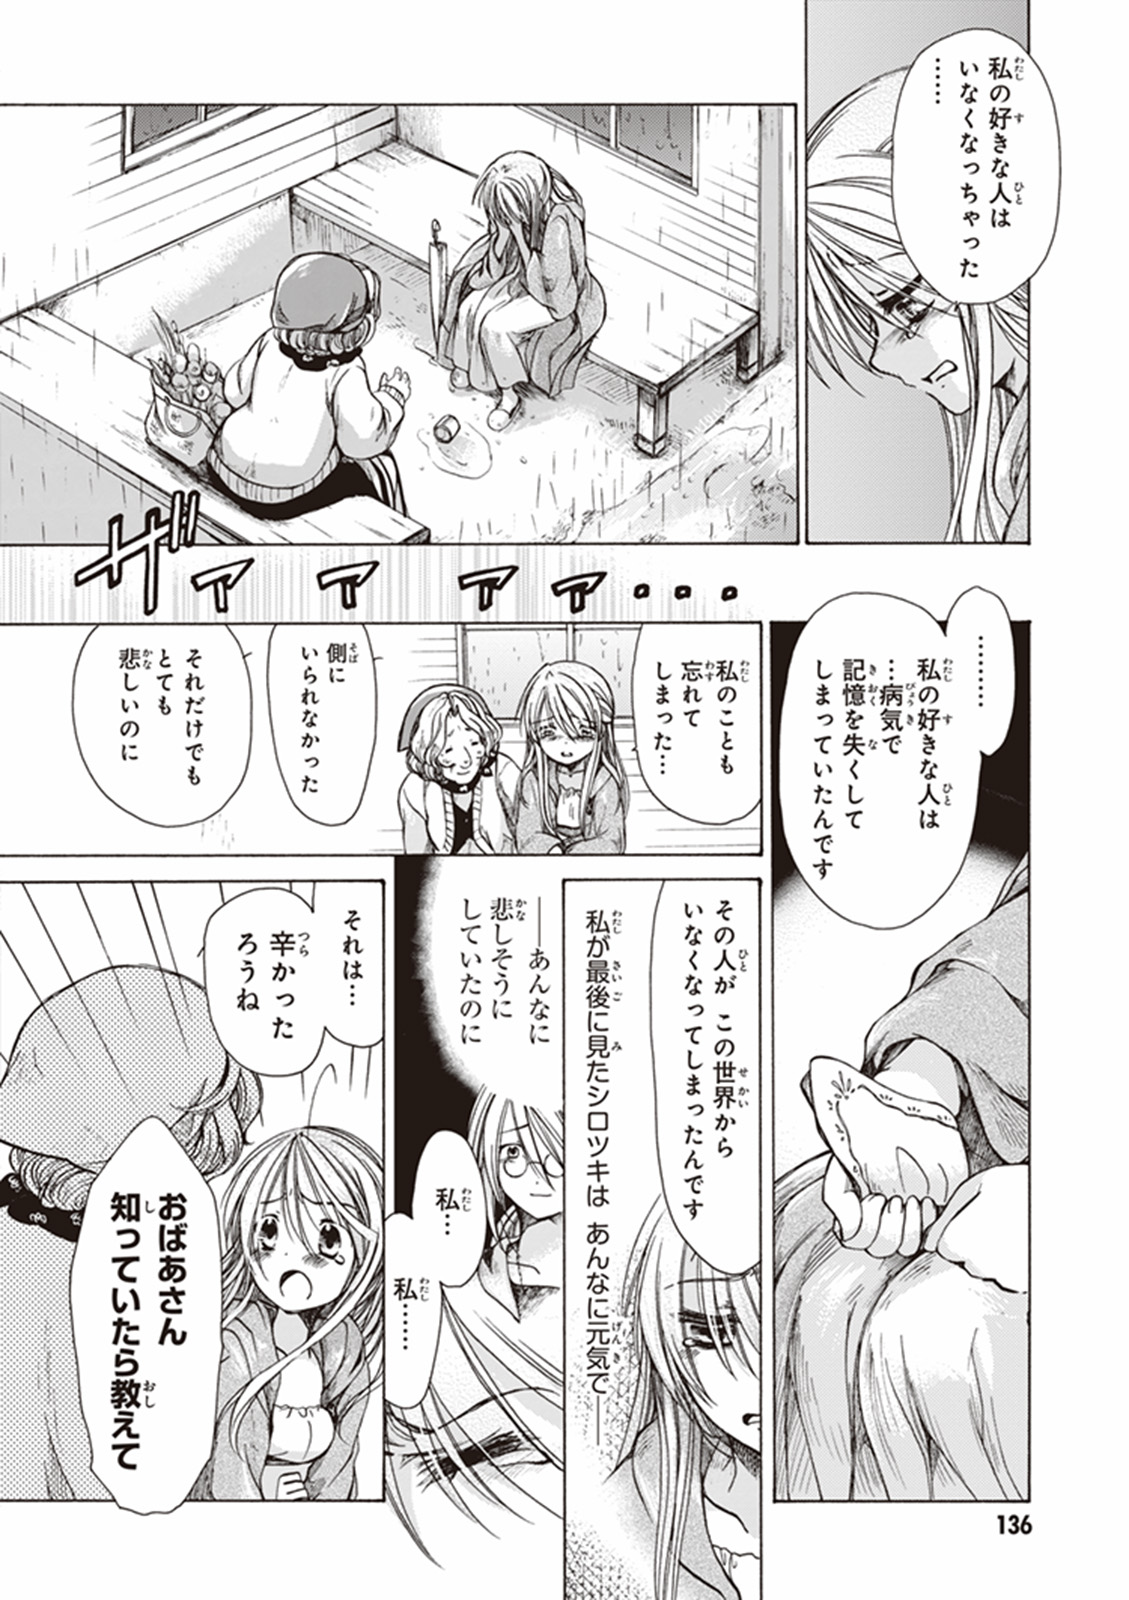 私の好きな人は
いなくなっちゃった
……
ザァァァァ...
………
私の好きな人は
…病気で
記憶を失くして
しまっていたんです
私のことも
忘れて
しまった…
側に
いられなかった
それだけでも
とても
悲しいのに
その人が この世界から
いなくなってしまったんです
私が最後に見たシロツキは あんなに元気で――
――あんなに
悲しそうに
していたのに
私…
私……
それは…
辛かった
ろうね
おばあさん
知っていたら教えて
136